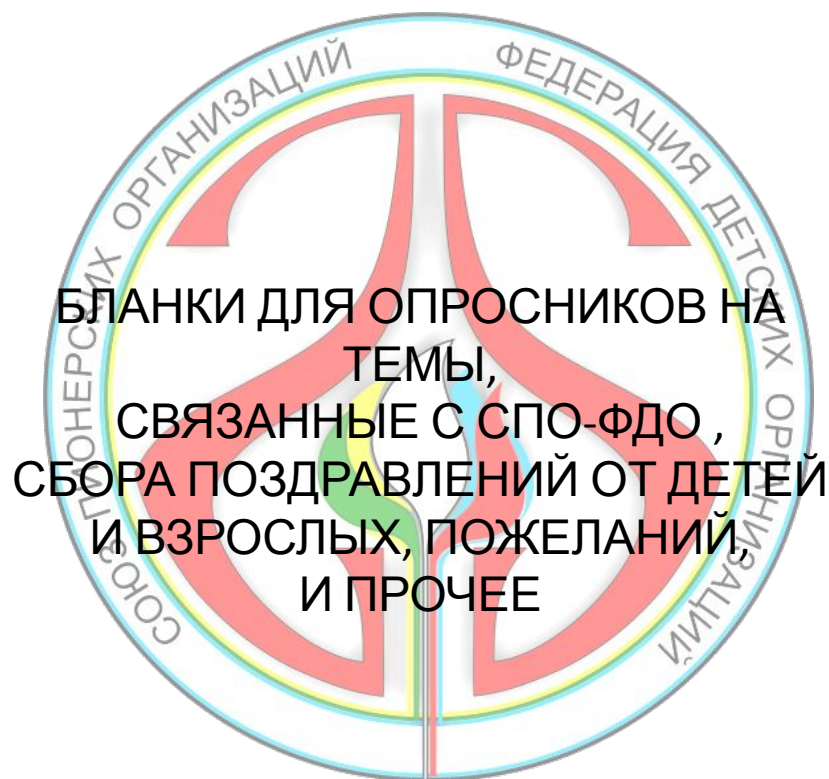 СОЮЗ ПИОНЕРСКИХ ОРГАНИЗАЦИЙ
ФЕДЕРАЦИЯ ДЕТСКИХ ОРГАНИЗАЦИЙ
БЛАНКИ ДЛЯ ОПРОСНИКОВ НА
ТЕМЫ,
СВЯЗАННЫЕ С СПО-ФДО ,
СБОРА ПОЗДРАВЛЕНИЙ ОТ ДЕТЕЙ
И ВЗРОСЛЫХ, ПОЖЕЛАНИЙ,
И ПРОЧЕЕ